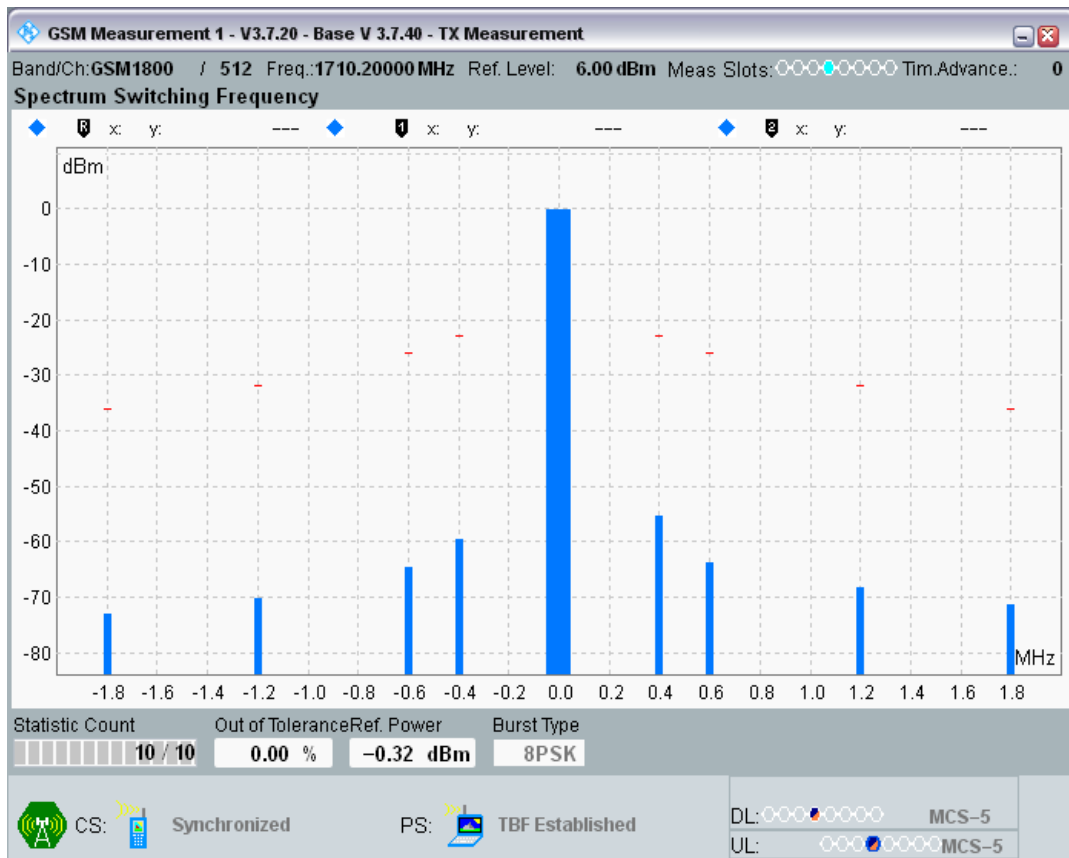 GSM Measurement 1 - V3.7.20 - Base V 3.7.40 - TX Measurement
Band/Ch:GSM1800 / 512 Freq.:1710.20000 MHz Ref. Level: 6.00 dBm Meas Slots: Tim.Advance.: 0
Spectrum Switching Frequency
R x: y: --- 1 x: y: --- 2 x: y: ---
dBm
0
-10
-20
-30
-40
-50
-60
-70
-80
MHz
-1.8 -1.6 -1.4 -1.2 -1.0 -0.8 -0.6 -0.4 -0.2 0.0 0.2 0.4 0.6 0.8 1.0 1.2 1.4 1.6 1.8
Statistic Count Out of Tolerance Ref. Power Burst Type
10 / 10 0.00 % −0.32 dBm 8PSK
CS: Synchronized PS: TBF Established DL: MCS−5
UL: MCS−5